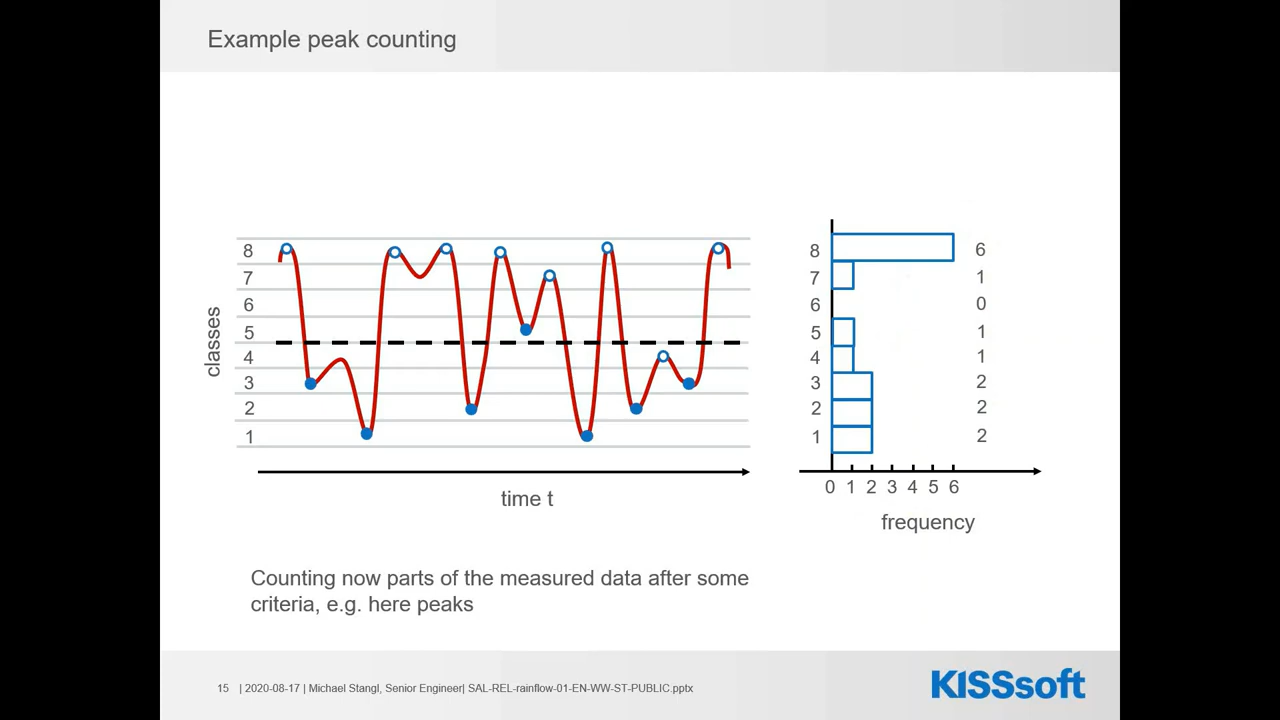 Example peak counting
classes
8
7
6
5
4
3
2
1
time t
8 6
7 1
6 0
5 1
4 1
3 2
2 2
1 2
0 1 2 3 4 5 6
frequency
Counting now parts of the measured data after some
criteria, e.g. here peaks
15 | 2020-08-17 | Michael Stangl, Senior Engineer| SAL-REL-rainflow-01-EN-WW-ST-PUBLIC.pptx
KISSsoft